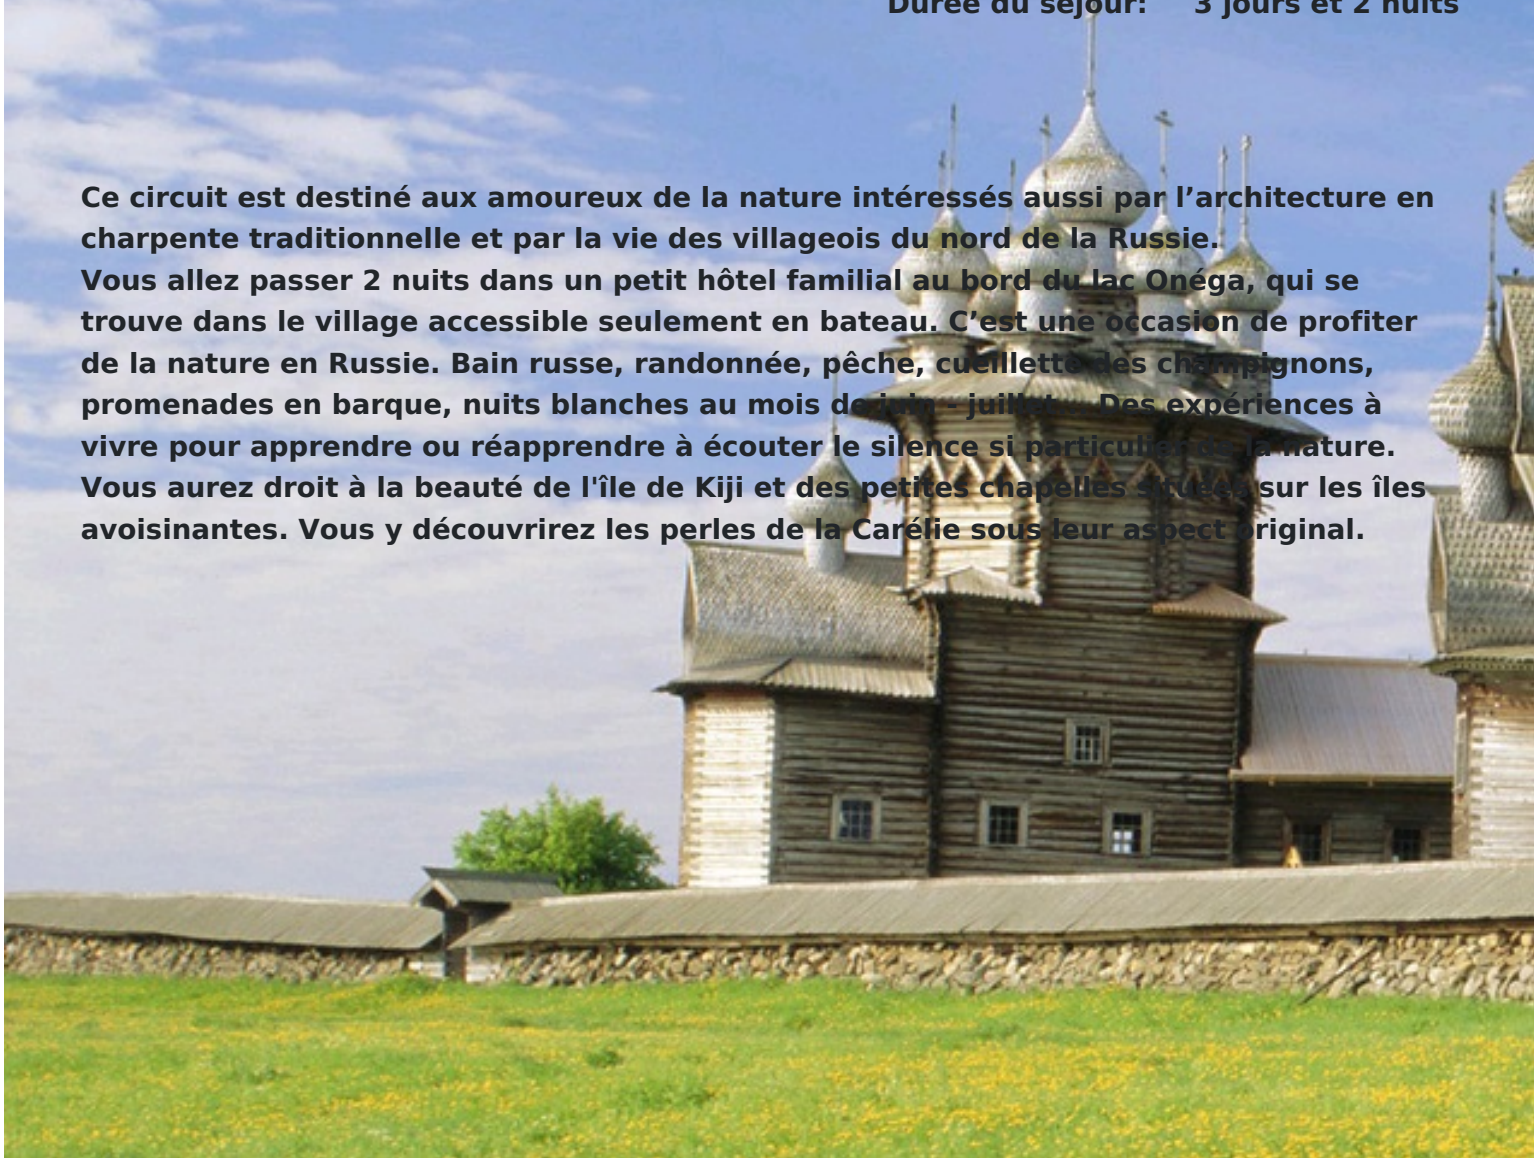 Durée du séjour: 3 jours et 2 nuits
Ce circuit est destiné aux amoureux de la nature intéressés aussi par l’architecture en
charpente traditionnelle et par la vie des villageois du nord de la Russie.
Vous allez passer 2 nuits dans un petit hôtel familial au bord du lac Onéga, qui se
trouve dans le village accessible seulement en bateau. C’est une occasion de profiter
de la nature en Russie. Bain russe, randonnée, pêche, cueillette des champignons,
promenades en barque, nuits blanches au mois de juin - juillet... Des expériences à
vivre pour apprendre ou réapprendre à écouter le silence si particulier de la nature.
Vous aurez droit à la beauté de l'île de Kiji et des petites chapelles situées sur les îles
avoisinantes. Vous y découvrirez les perles de la Carélie sous leur aspect original.